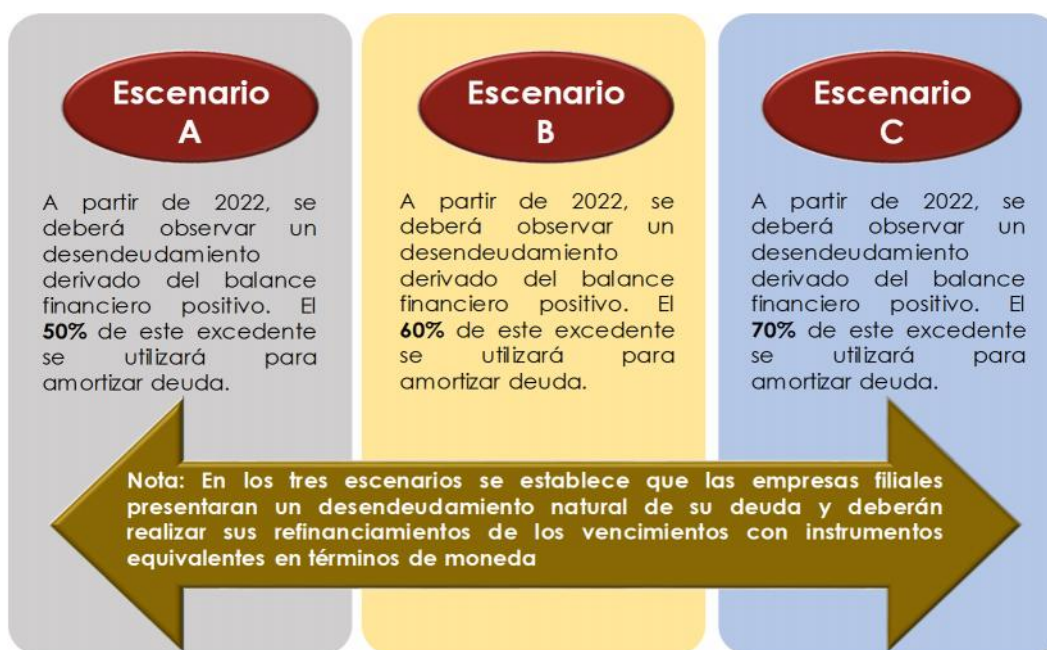 Escenario
A
A partir de 2022, se
deberá observar un
desendeudamiento
derivado del balance
financiero positivo. El
50% de este excedente
se utilizará para
amortizar deuda.
Escenario
B
A partir de 2022, se
deberá observar un
desendeudamiento
derivado del balance
financiero positivo. El
60% de este excedente
se utilizará para
amortizar deuda.
Escenario
C
A partir de 2022, se
deberá observar un
desendeudamiento
derivado del balance
financiero positivo. El
70% de este excedente
se utilizará para
amortizar deuda.
Nota: En los tres escenarios se establece que las empresas filiales
presentaran un desendeudamiento natural de su deuda y deberán
realizar sus refinanciamientos de los vencimientos con instrumentos
equivalentes en términos de moneda